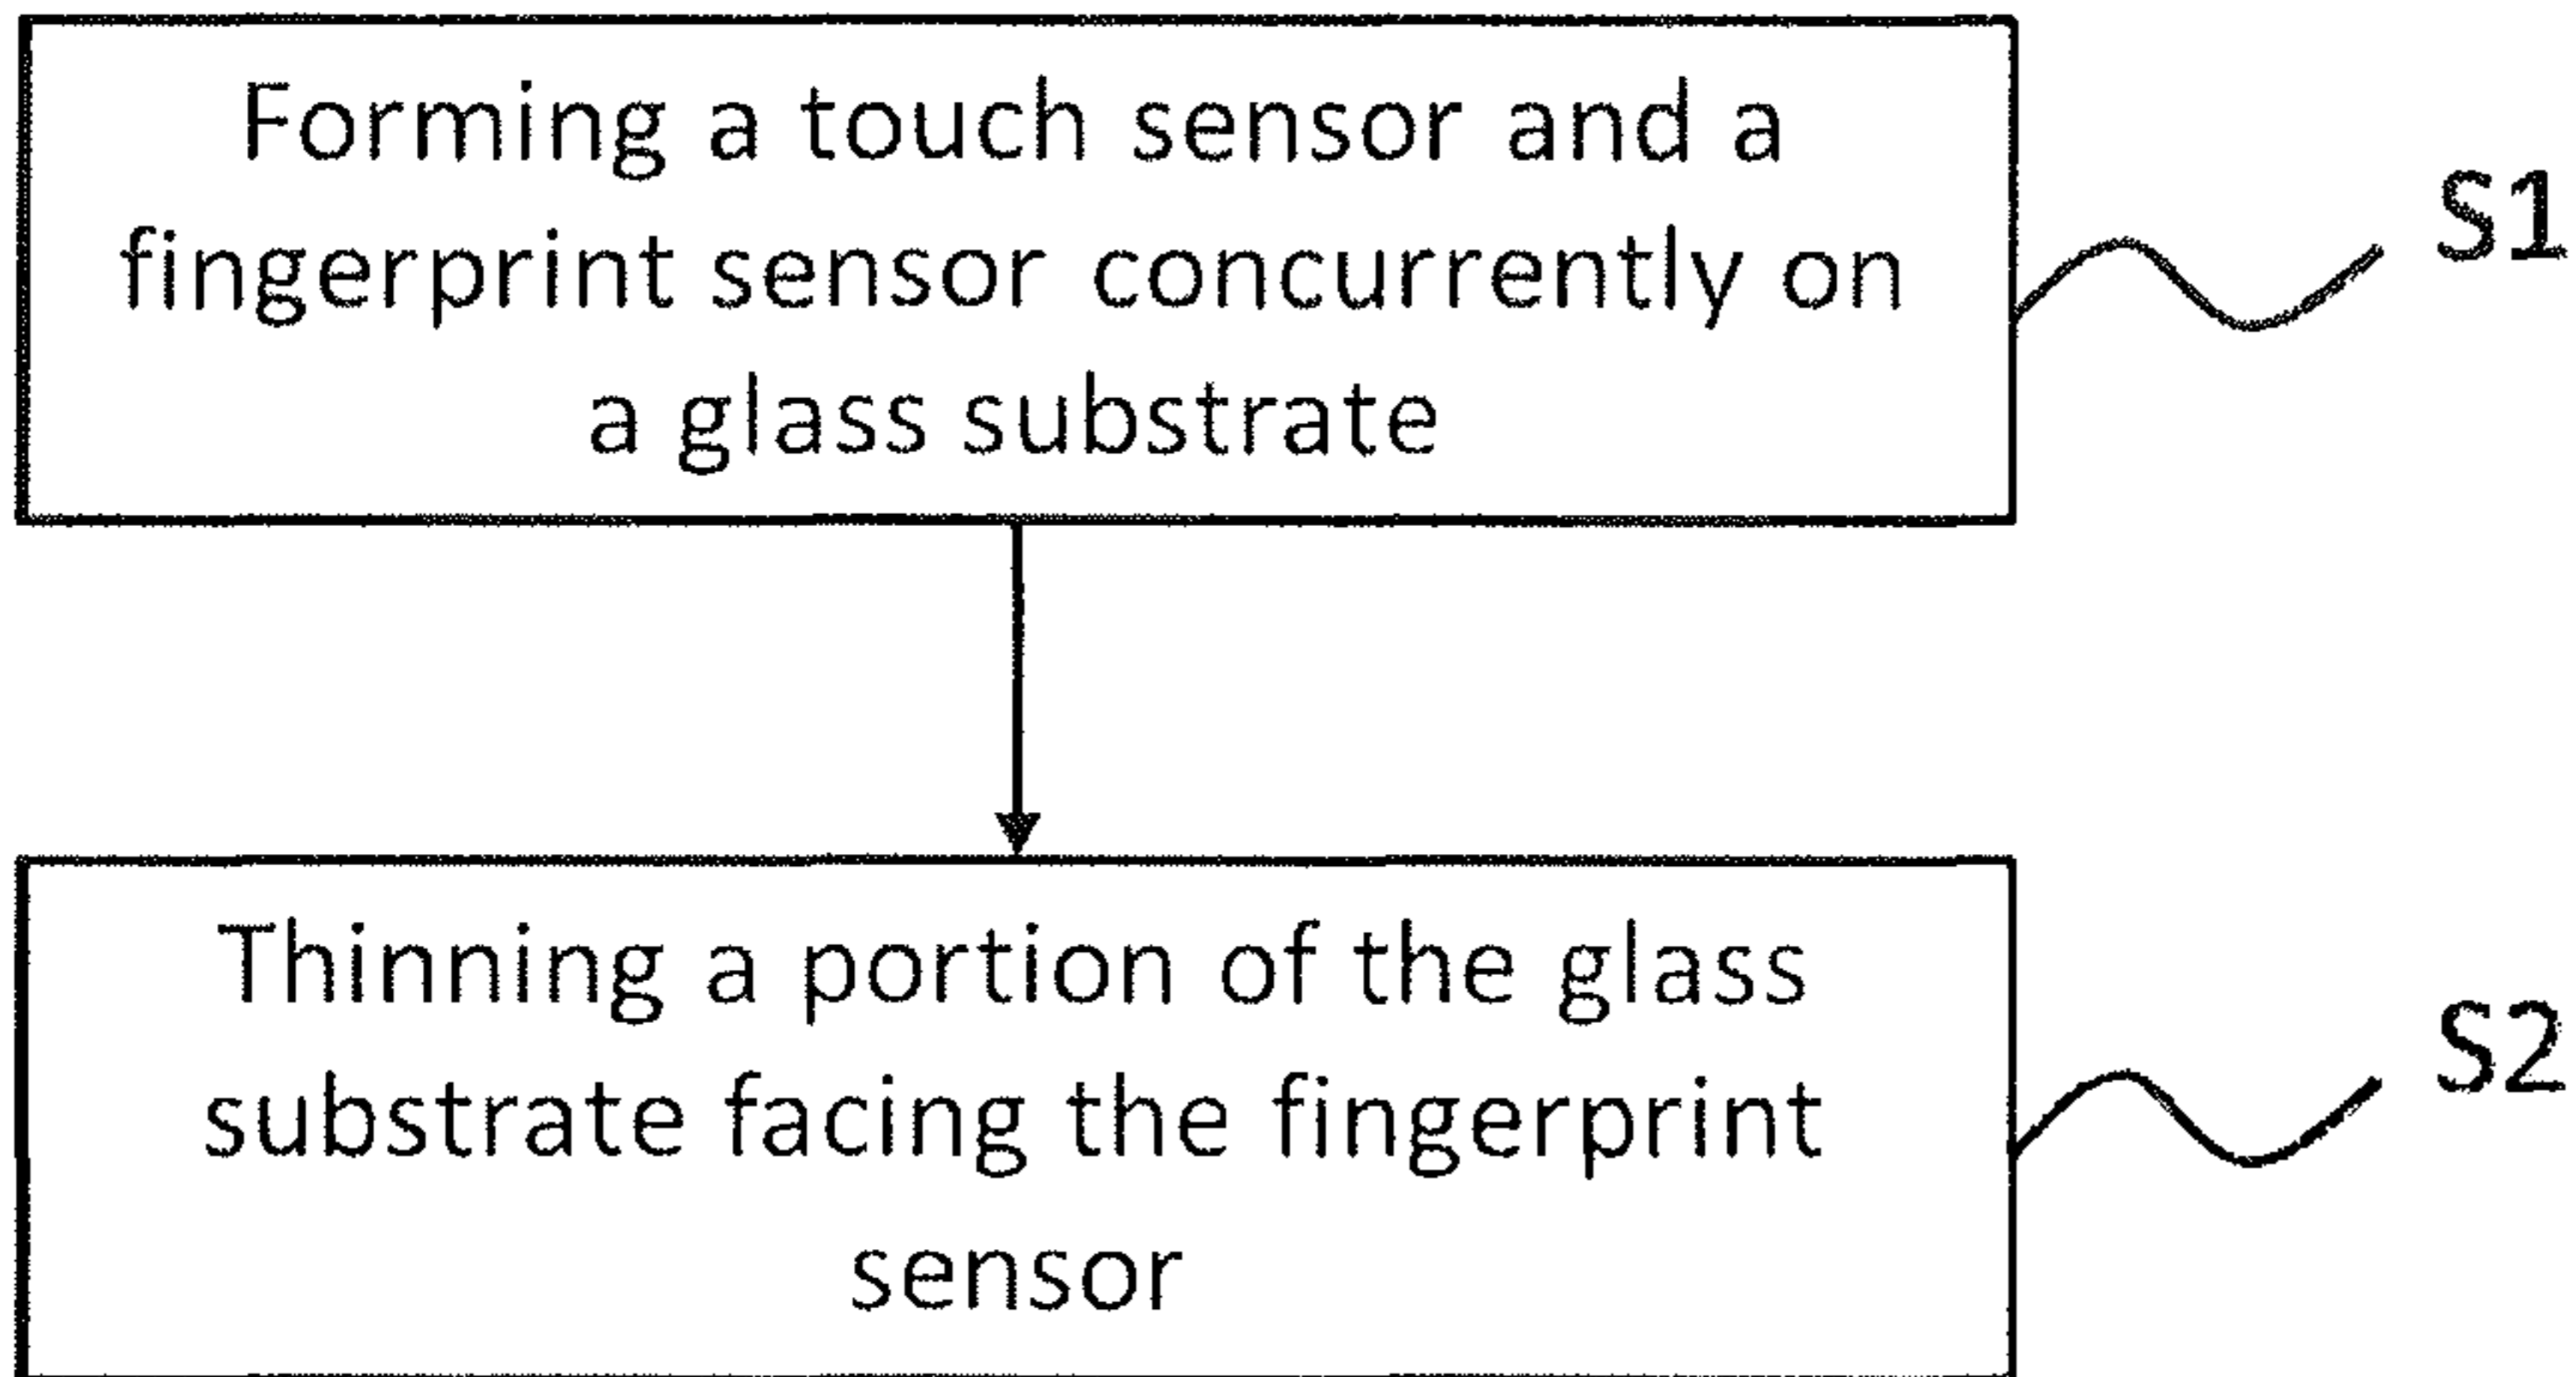 Forming a touch sensor and a
fingerprint sensor concurrently on
a glass substrate
S1
Thinning a portion of the glass
substrate facing the fingerprint
sensor
S2